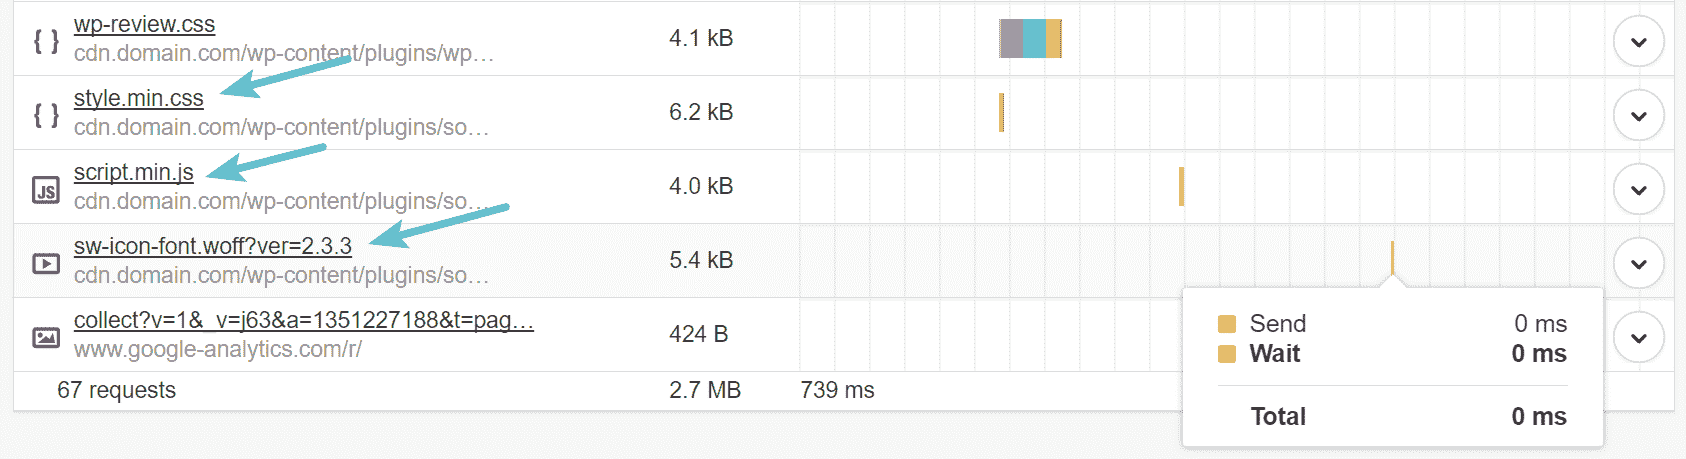 wp-review.css
cdn.domain.com/wp-content/plugins/wp…
4.1 kB
{ }
style.min.css
cdn.domain.com/wp-content/plugins/so…
6.2 kB
{ }
script.min.js
cdn.domain.com/wp-content/plugins/so…
4.0 kB
JS
sw-icon-font.woff?ver=2.3.3
cdn.domain.com/wp-content/plugins/so…
5.4 kB
collect?v=1&_v=j63&a=1351227188&t=pag…
www.google-analytics.com/r/
424 B
Send 0 ms
Wait 0 ms
Total 0 ms
67 requests 2.7 MB 739 ms